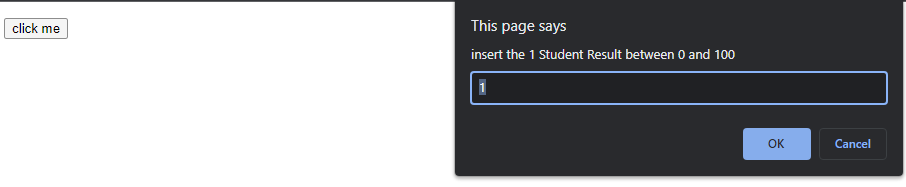 click me
This page says
insert the 1 Student Result between 0 and 100
1
OK
Cancel